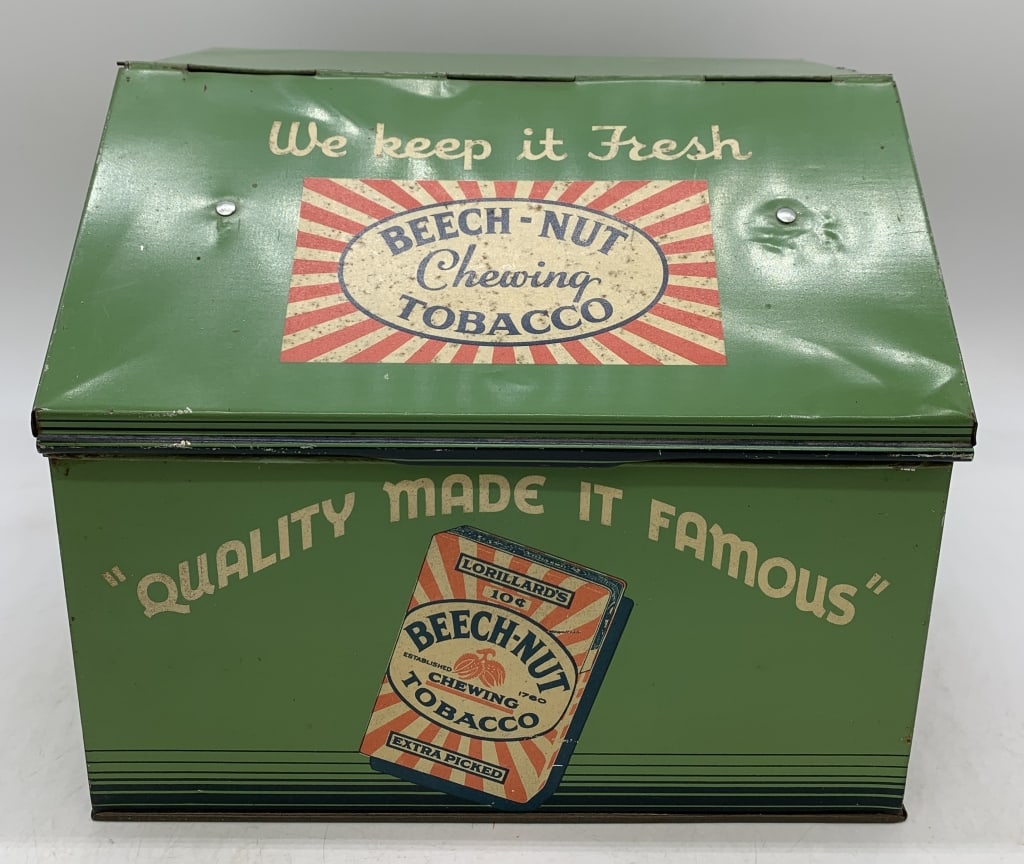 We keep it Fresh
BEECH-NUT
Chewing
TOBACCO
"QUALITY MADE IT FAMOUS"
LORILLARD'S
10¢
BEECH-NUT
ESTABLISHED 1760
CHEWING
TOBACCO
EXTRA PICKED